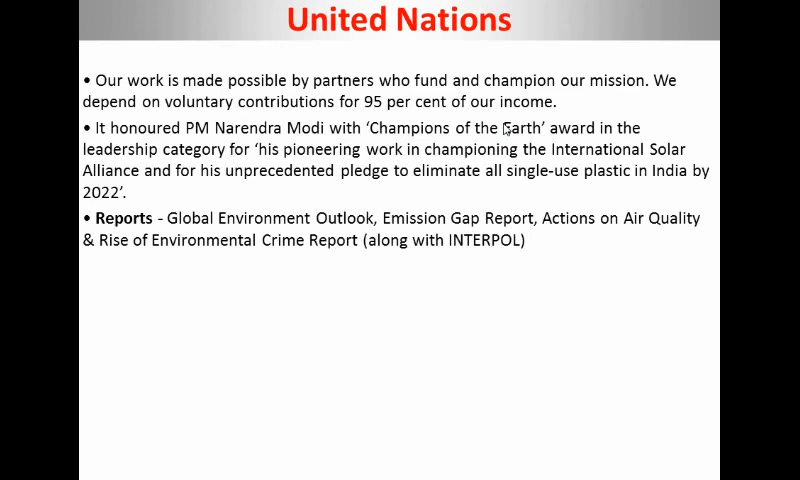 United Nations
• Our work is made possible by partners who fund and champion our mission. We
depend on voluntary contributions for 95 per cent of our income.
• It honoured PM Narendra Modi with ‘Champions of the Earth’ award in the
leadership category for ‘his pioneering work in championing the International Solar
Alliance and for his unprecedented pledge to eliminate all single-use plastic in India by
2022’.
• Reports - Global Environment Outlook, Emission Gap Report, Actions on Air Quality
& Rise of Environmental Crime Report (along with INTERPOL)